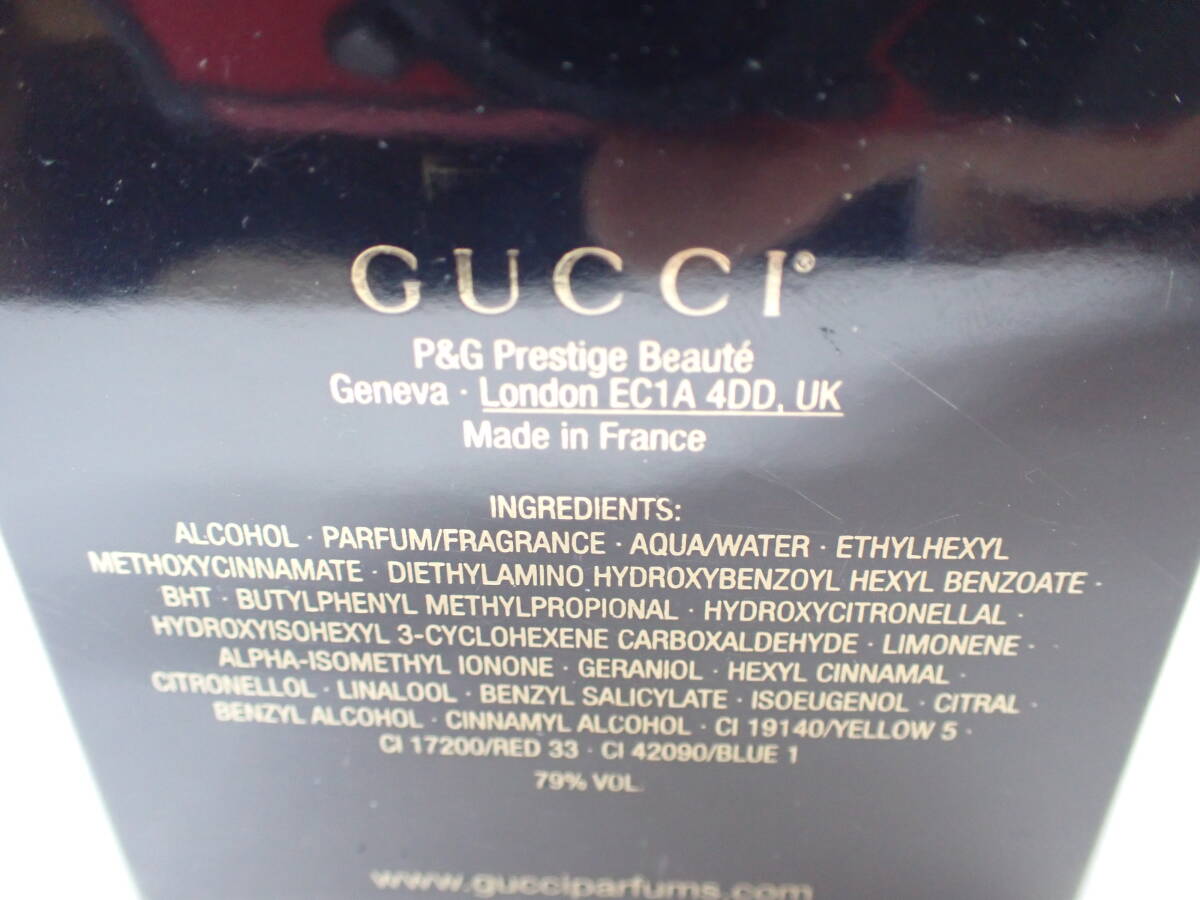 GUCCI®
P&G Prestige Beauté
Geneva · London EC1A 4DD, UK
Made in France
INGREDIENTS:
ALCOHOL · PARFUM/FRAGRANCE · AQUA/WATER · ETHYLHEXYL
METHOXYCINNAMATE · DIETHYLAMINO HYDROXYBENZOYL HEXYL BENZOATE ·
BHT · BUTYLPHENYL METHYLPROPIONAL · HYDROXYCITRONELLAL ·
HYDROXYISOHEXYL 3-CYCLOHEXENE CARBOXALDEHYDE · LIMONENE ·
ALPHA-ISOMETHYL IONONE · GERANIOL · HEXYL CINNAMAL ·
CITRONELLOL · LINALOOL · BENZYL SALICYLATE · ISOEUGENOL · CITRAL ·
BENZYL ALCOHOL · CINNAMYL ALCOHOL · CI 19140/YELLOW 5 ·
CI 17200/RED 33 · CI 42090/BLUE 1
79% VOL
www.gucciparfums.com